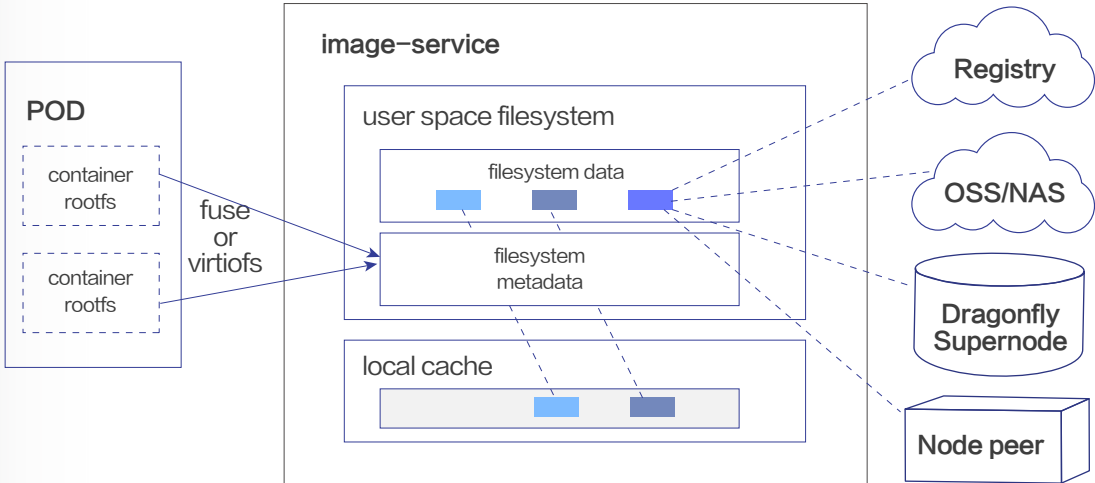 POD
container
rootfs
container
rootfs
fuse
or
virtiofs
image-service
user space filesystem
filesystem data
filesystem
metadata
local cache
Registry
OSS/NAS
Dragonfly
Supernode
Node peer